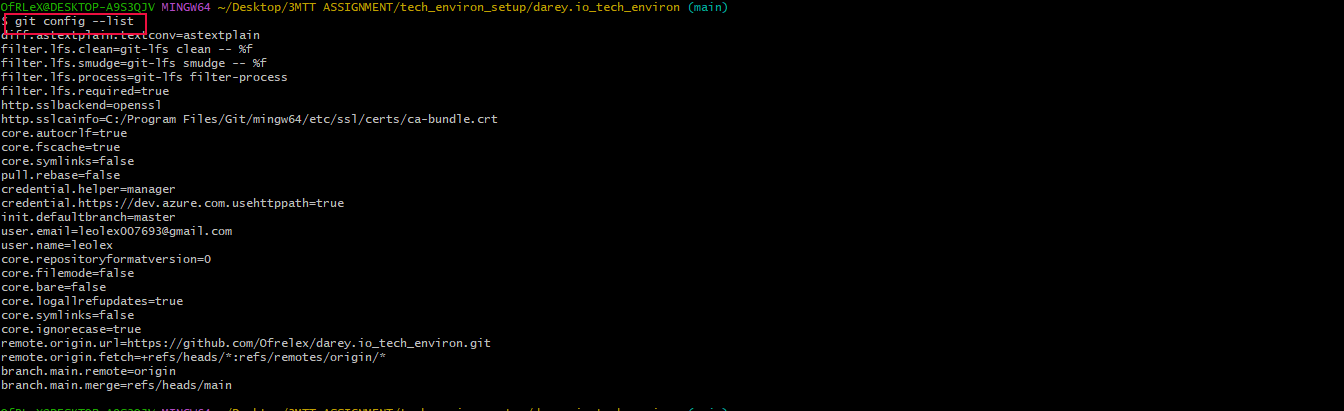 OfRLeX@DESKTOP-A9S3QJV MINGW64 ~/Desktop/3MTT ASSIGNMENT/tech_environ_setup/darey.io_tech_environ (main)
$ git config --list
diff.astextplain.textconv=astextplain
filter.lfs.clean=git-lfs clean -- %f
filter.lfs.smudge=git-lfs smudge -- %f
filter.lfs.process=git-lfs filter-process
filter.lfs.required=true
http.sslbackend=openssl
http.sslcainfo=C:/Program Files/Git/mingw64/etc/ssl/certs/ca-bundle.crt
core.autocrlf=true
core.fscache=true
core.symlinks=false
pull.rebase=false
credential.helper=manager
credential.https://dev.azure.com.usehttppath=true
init.defaultbranch=master
user.email=leolex007693@gmail.com
user.name=leolex
core.repositoryformatversion=0
core.filemode=false
core.bare=false
core.logallrefupdates=true
core.symlinks=false
core.ignorecase=true
remote.origin.url=https://github.com/Ofrelex/darey.io_tech_environ.git
remote.origin.fetch=+refs/heads/*:refs/remotes/origin/*
branch.main.remote=origin
branch.main.merge=refs/heads/main